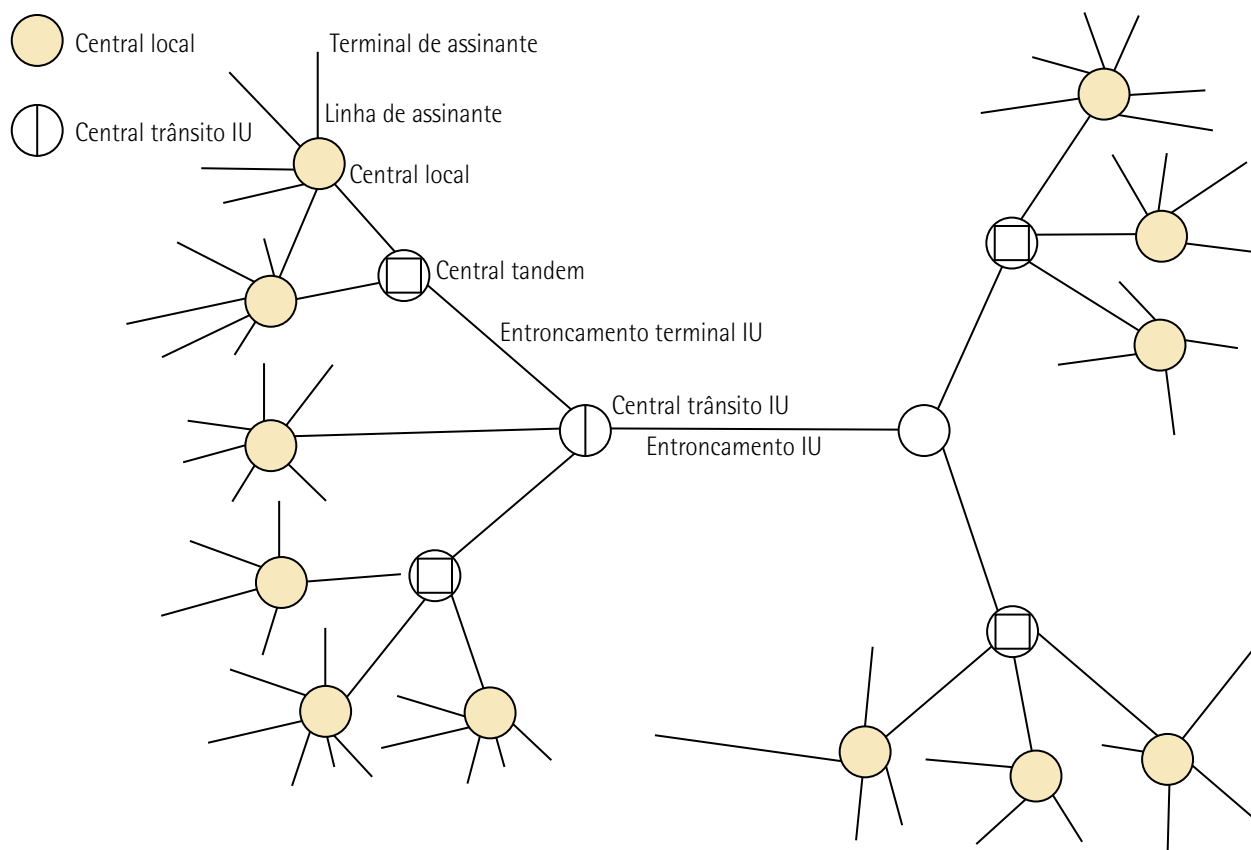 Central local
Central trânsito IU
Terminal de assinante
Linha de assinante
Central local
Central tandem
Entroncamento terminal IU
Central trânsito IU
Entroncamento IU